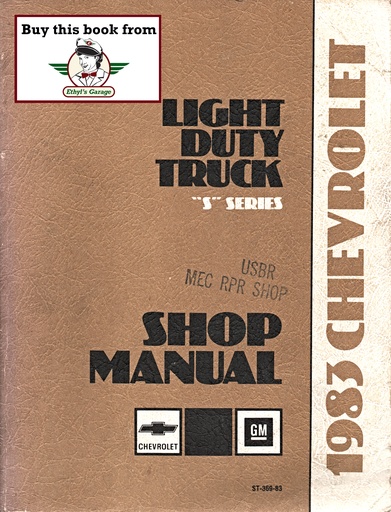 Buy this book from
Ethyl's Garage
LIGHT
DUTY
TRUCK
"S" SERIES
USBR
MEC RPR SHOP
SHOP
MANUAL
CHEVROLET
GM
ST-369-83
1983 CHEVROLET